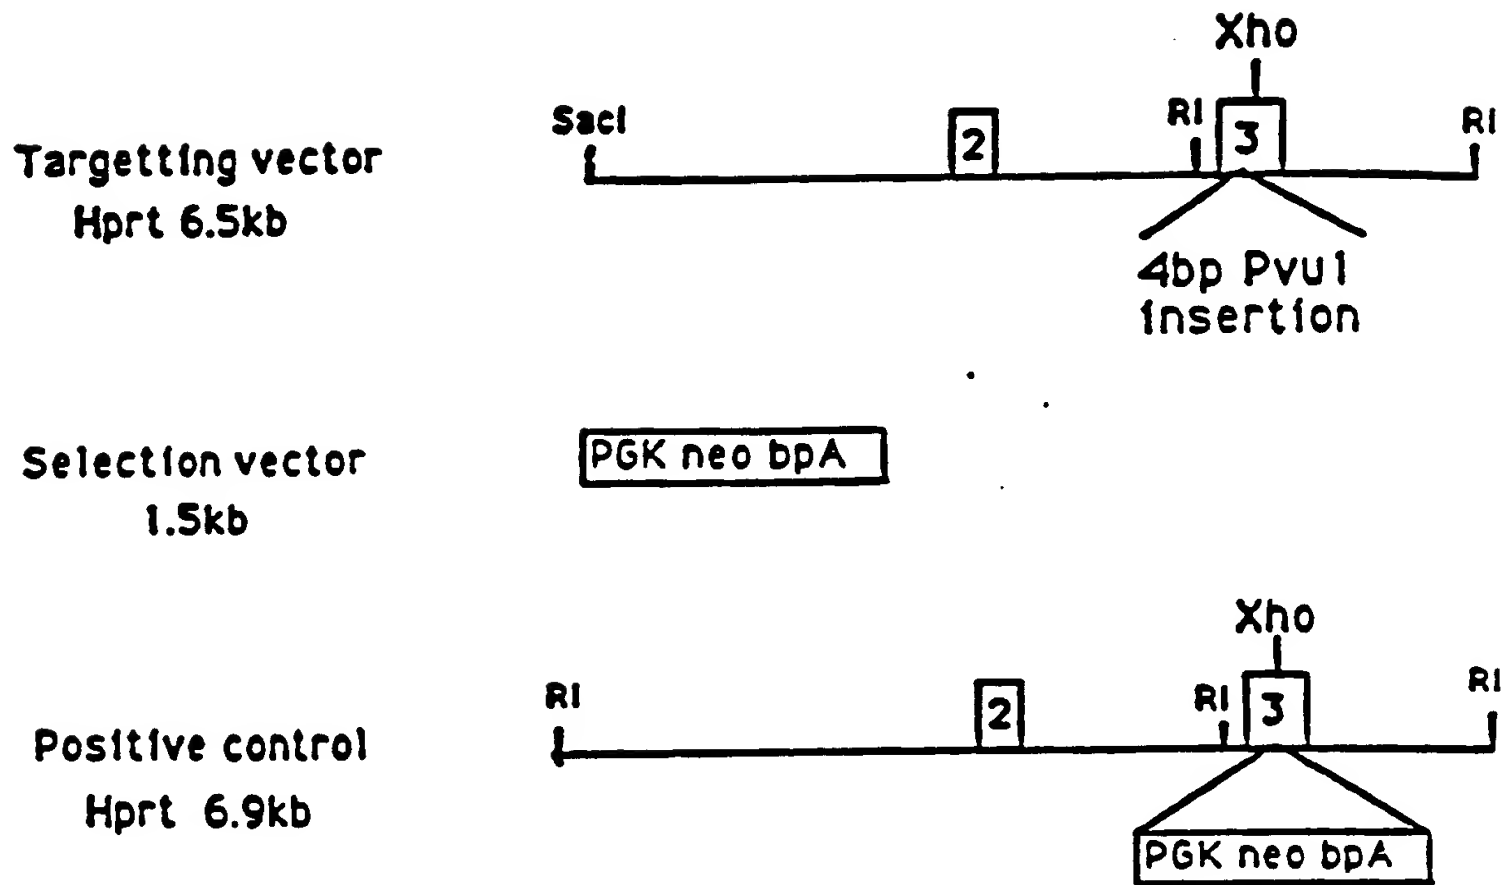 Xho
SacI
2
RI
3
RI
Targetting vector
Hprt 6.5kb
4bp Pvu1
insertion
Selection vector
1.5kb
PGK neo bpA
Xho
RI
2
RI
3
RI
Positive control
Hprt 6.9kb
PGK neo bpA